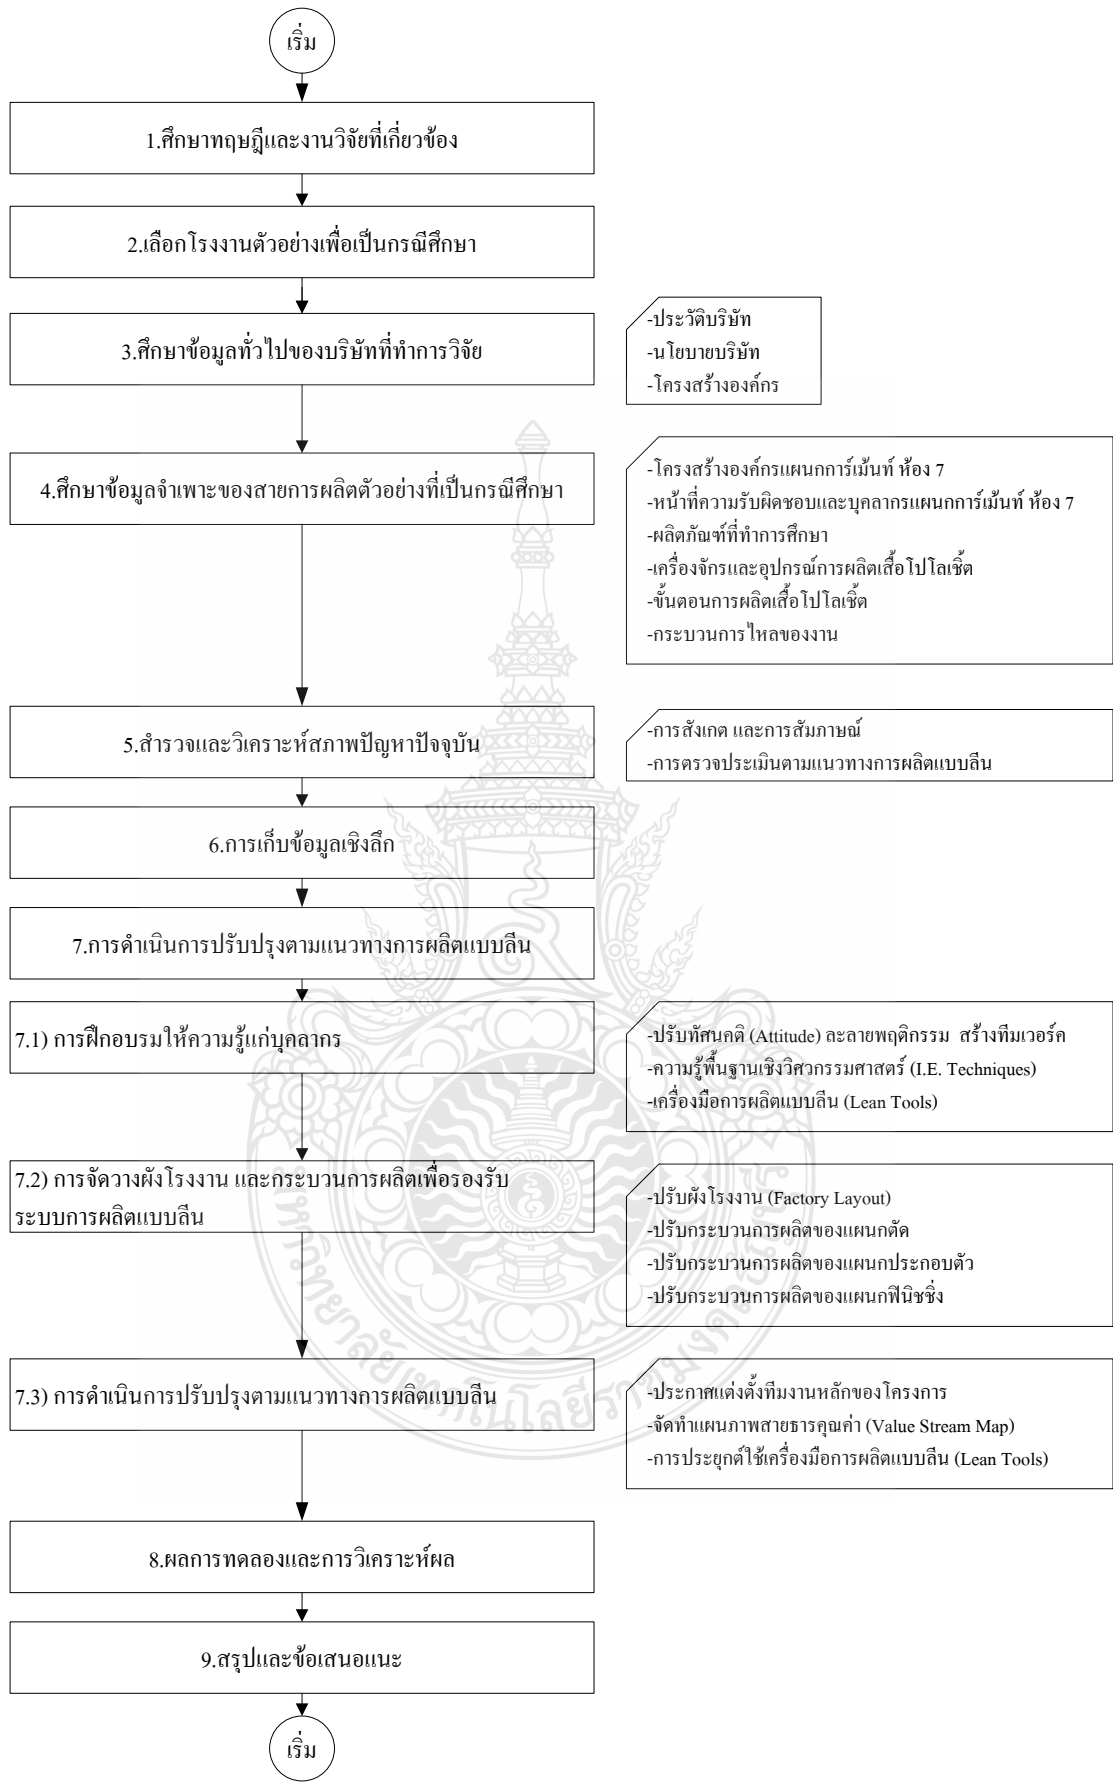 เริ่ม
1.ศึกษาทฤษฎีและงานวิจัยที่เกี่ยวข้อง
2.เลือกโรงงานตัวอย่างเพื่อเป็นกรณีศึกษา
3.ศึกษาข้อมูลทั่วไปของบริษัทที่ทำการวิจัย
-ประวัติบริษัท
-นโยบายบริษัท
-โครงสร้างองค์กร
4.ศึกษาข้อมูลจำเพาะของสายการผลิตตัวอย่างที่เป็นกรณีศึกษา
-โครงสร้างองค์กรแผนกการ์เม้นท์ ห้อง 7
-หน้าที่ความรับผิดชอบและบุคลากรแผนกการ์เม้นท์ ห้อง 7
-ผลิตภัณฑ์ที่ทำการศึกษา
-เครื่องจักรและอุปกรณ์การผลิตเสื้อโปโลเชิ้ต
-ขั้นตอนการผลิตเสื้อโปโลเชิ้ต
-กระบวนการไหลของงาน
5.สำรวจและวิเคราะห์สภาพปัญหาปัจจุบัน
-การสังเกต และการสัมภาษณ์
-การตรวจประเมินตามแนวทางการผลิตแบบลีน
6.การเก็บข้อมูลเชิงลึก
7.การดำเนินการปรับปรุงตามแนวทางการผลิตแบบลีน
7.1) การฝึกอบรมให้ความรู้แก่บุคลากร
-ปรับทัศนคติ (Attitude) ละลายพฤติกรรม สร้างทีมเวอร์ค
-ความรู้พื้นฐานเชิงวิศวกรรมศาสตร์ (I.E. Techniques)
-เครื่องมือการผลิตแบบลีน (Lean Tools)
7.2) การจัดวางผังโรงงาน และกระบวนการผลิตเพื่อรองรับ
ระบบการผลิตแบบลีน
-ปรับผังโรงงาน (Factory Layout)
-ปรับกระบวนการผลิตของแผนกตัด
-ปรับกระบวนการผลิตของแผนกประกอบตัว
-ปรับกระบวนการผลิตของแผนกฟินิชชิ่ง
7.3) การดำเนินการปรับปรุงตามแนวทางการผลิตแบบลีน
-ประกาศแต่งตั้งทีมงานหลักของโครงการ
-จัดทำแผนภาพสายธารคุณค่า (Value Stream Map)
-การประยุกต์ใช้เครื่องมือการผลิตแบบลีน (Lean Tools)
มหาวิทยาลัยเทคโนโลยีราชมงคลธัญบุรี
8.ผลการทดลองและการวิเคราะห์ผล
9.สรุปและข้อเสนอแนะ
เริ่ม